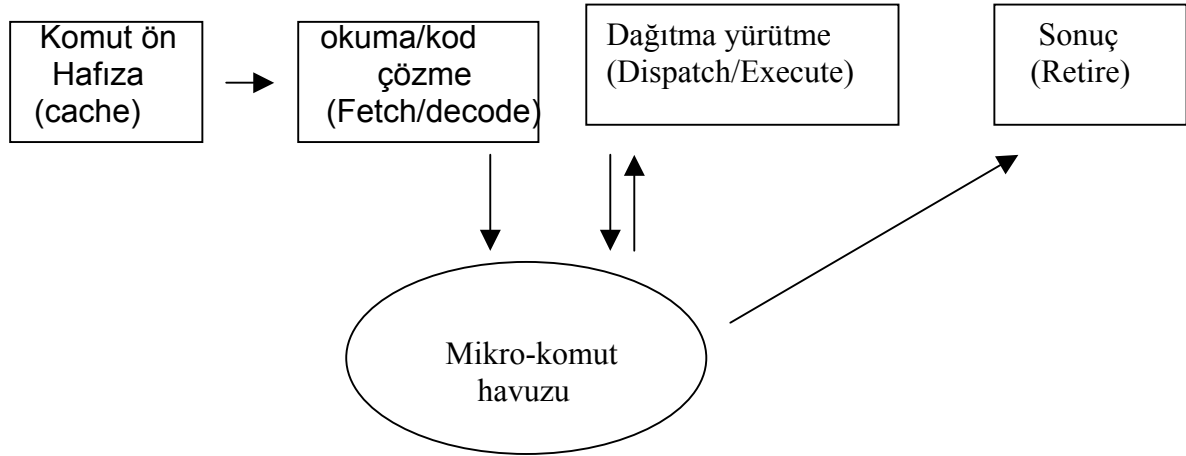 Komut ön
Hafıza
(cache)
okuma/kod
çözme
(Fetch/decode)
Dağıtma yürütme
(Dispatch/Execute)
Sonuç
(Retire)
Mikro-komut
havuzu